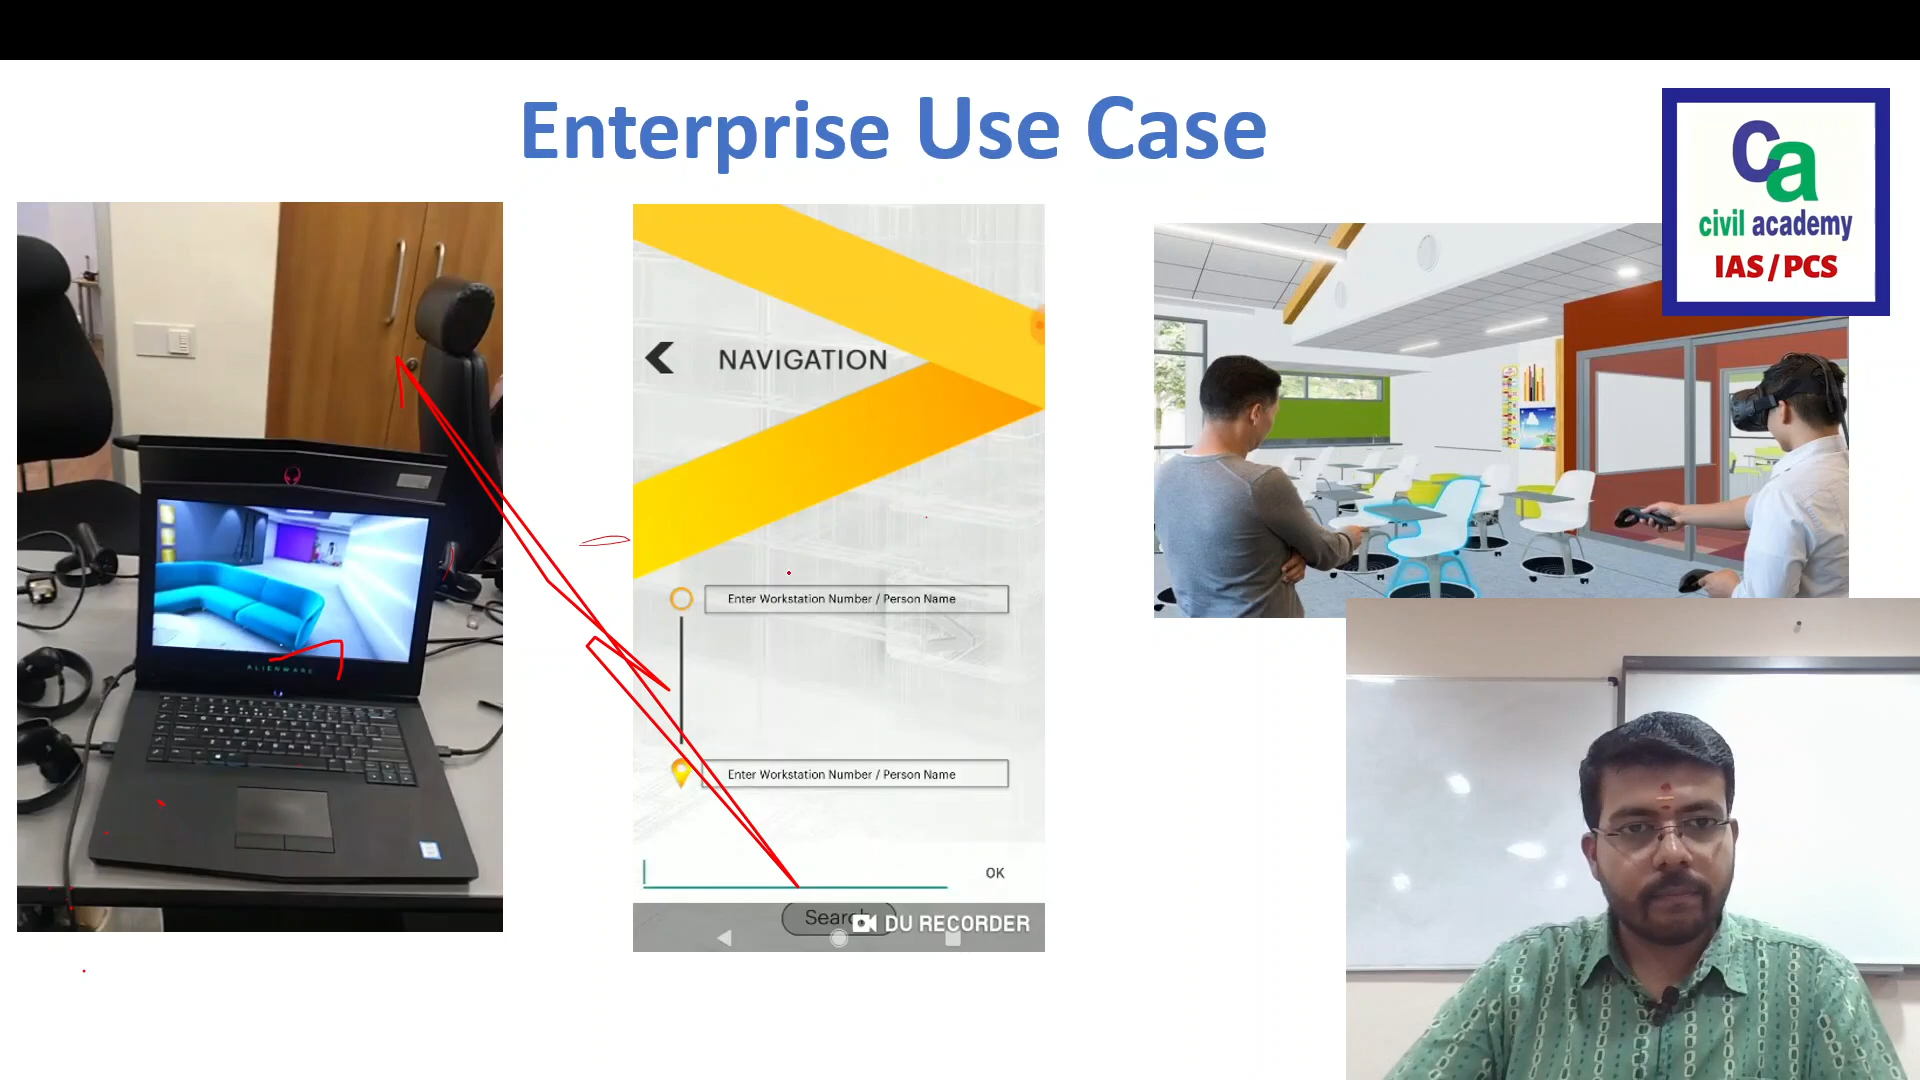 Enterprise Use Case
ca
civil academy
IAS/PCS
NAVIGATION
Enter Workstation Number / Person Name
ALIENWARE
Enter Workstation Number / Person Name
OK
DU RECORDER